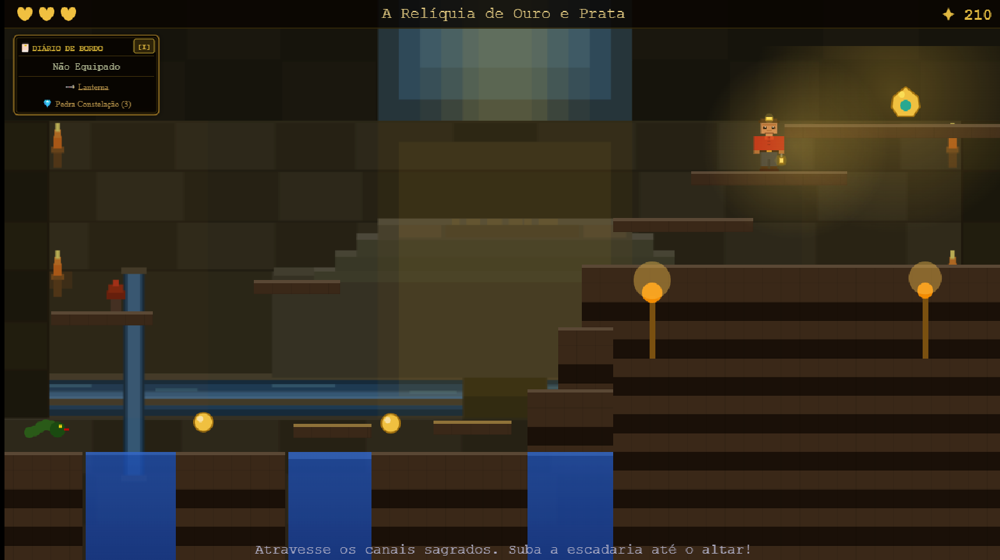 A Relíquia de Ouro e Prata
210
DIÁRIO DE BORDO
[I]
Não Equipado
Lanterna
Pedra Constelação (3)
Atravesse os canais sagrados. Suba a escadaria até o altar!